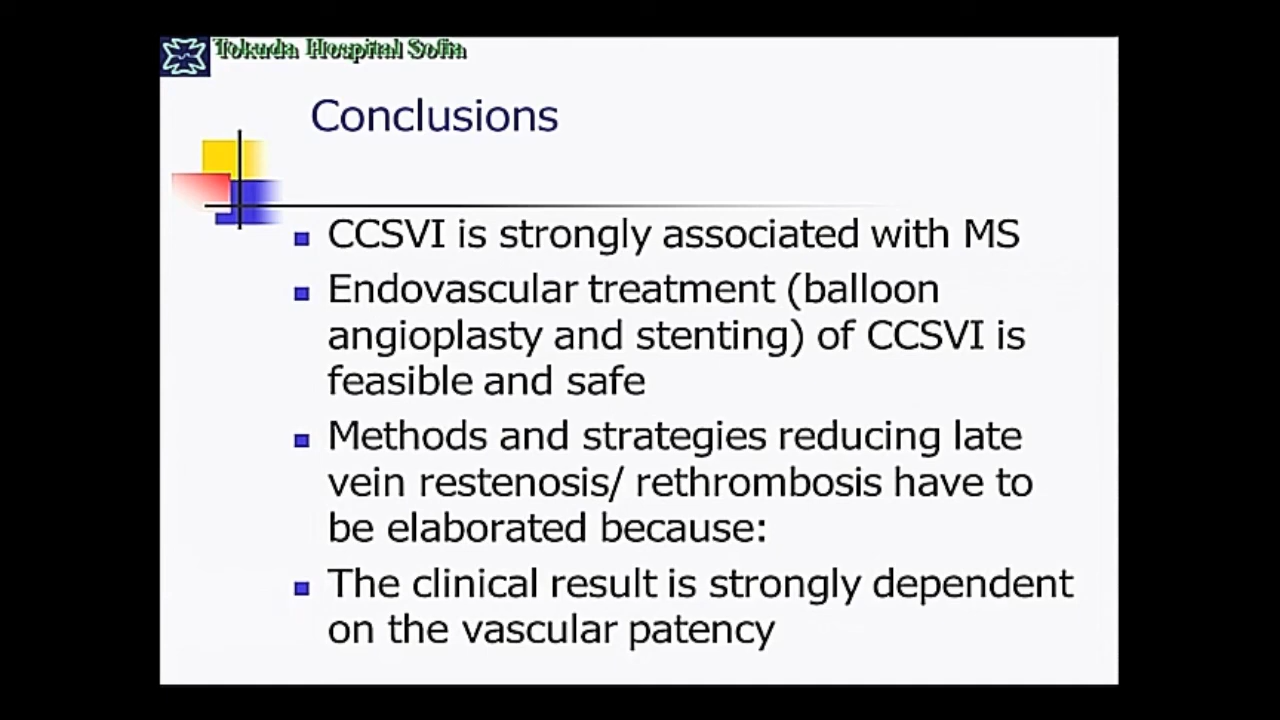 Tokuda Hospital Sofia
Conclusions
CCSVI is strongly associated with MS
Endovascular treatment (balloon
angioplasty and stenting) of CCSVI is
feasible and safe
Methods and strategies reducing late
vein restenosis/ rethrombosis have to
be elaborated because:
The clinical result is strongly dependent
on the vascular patency